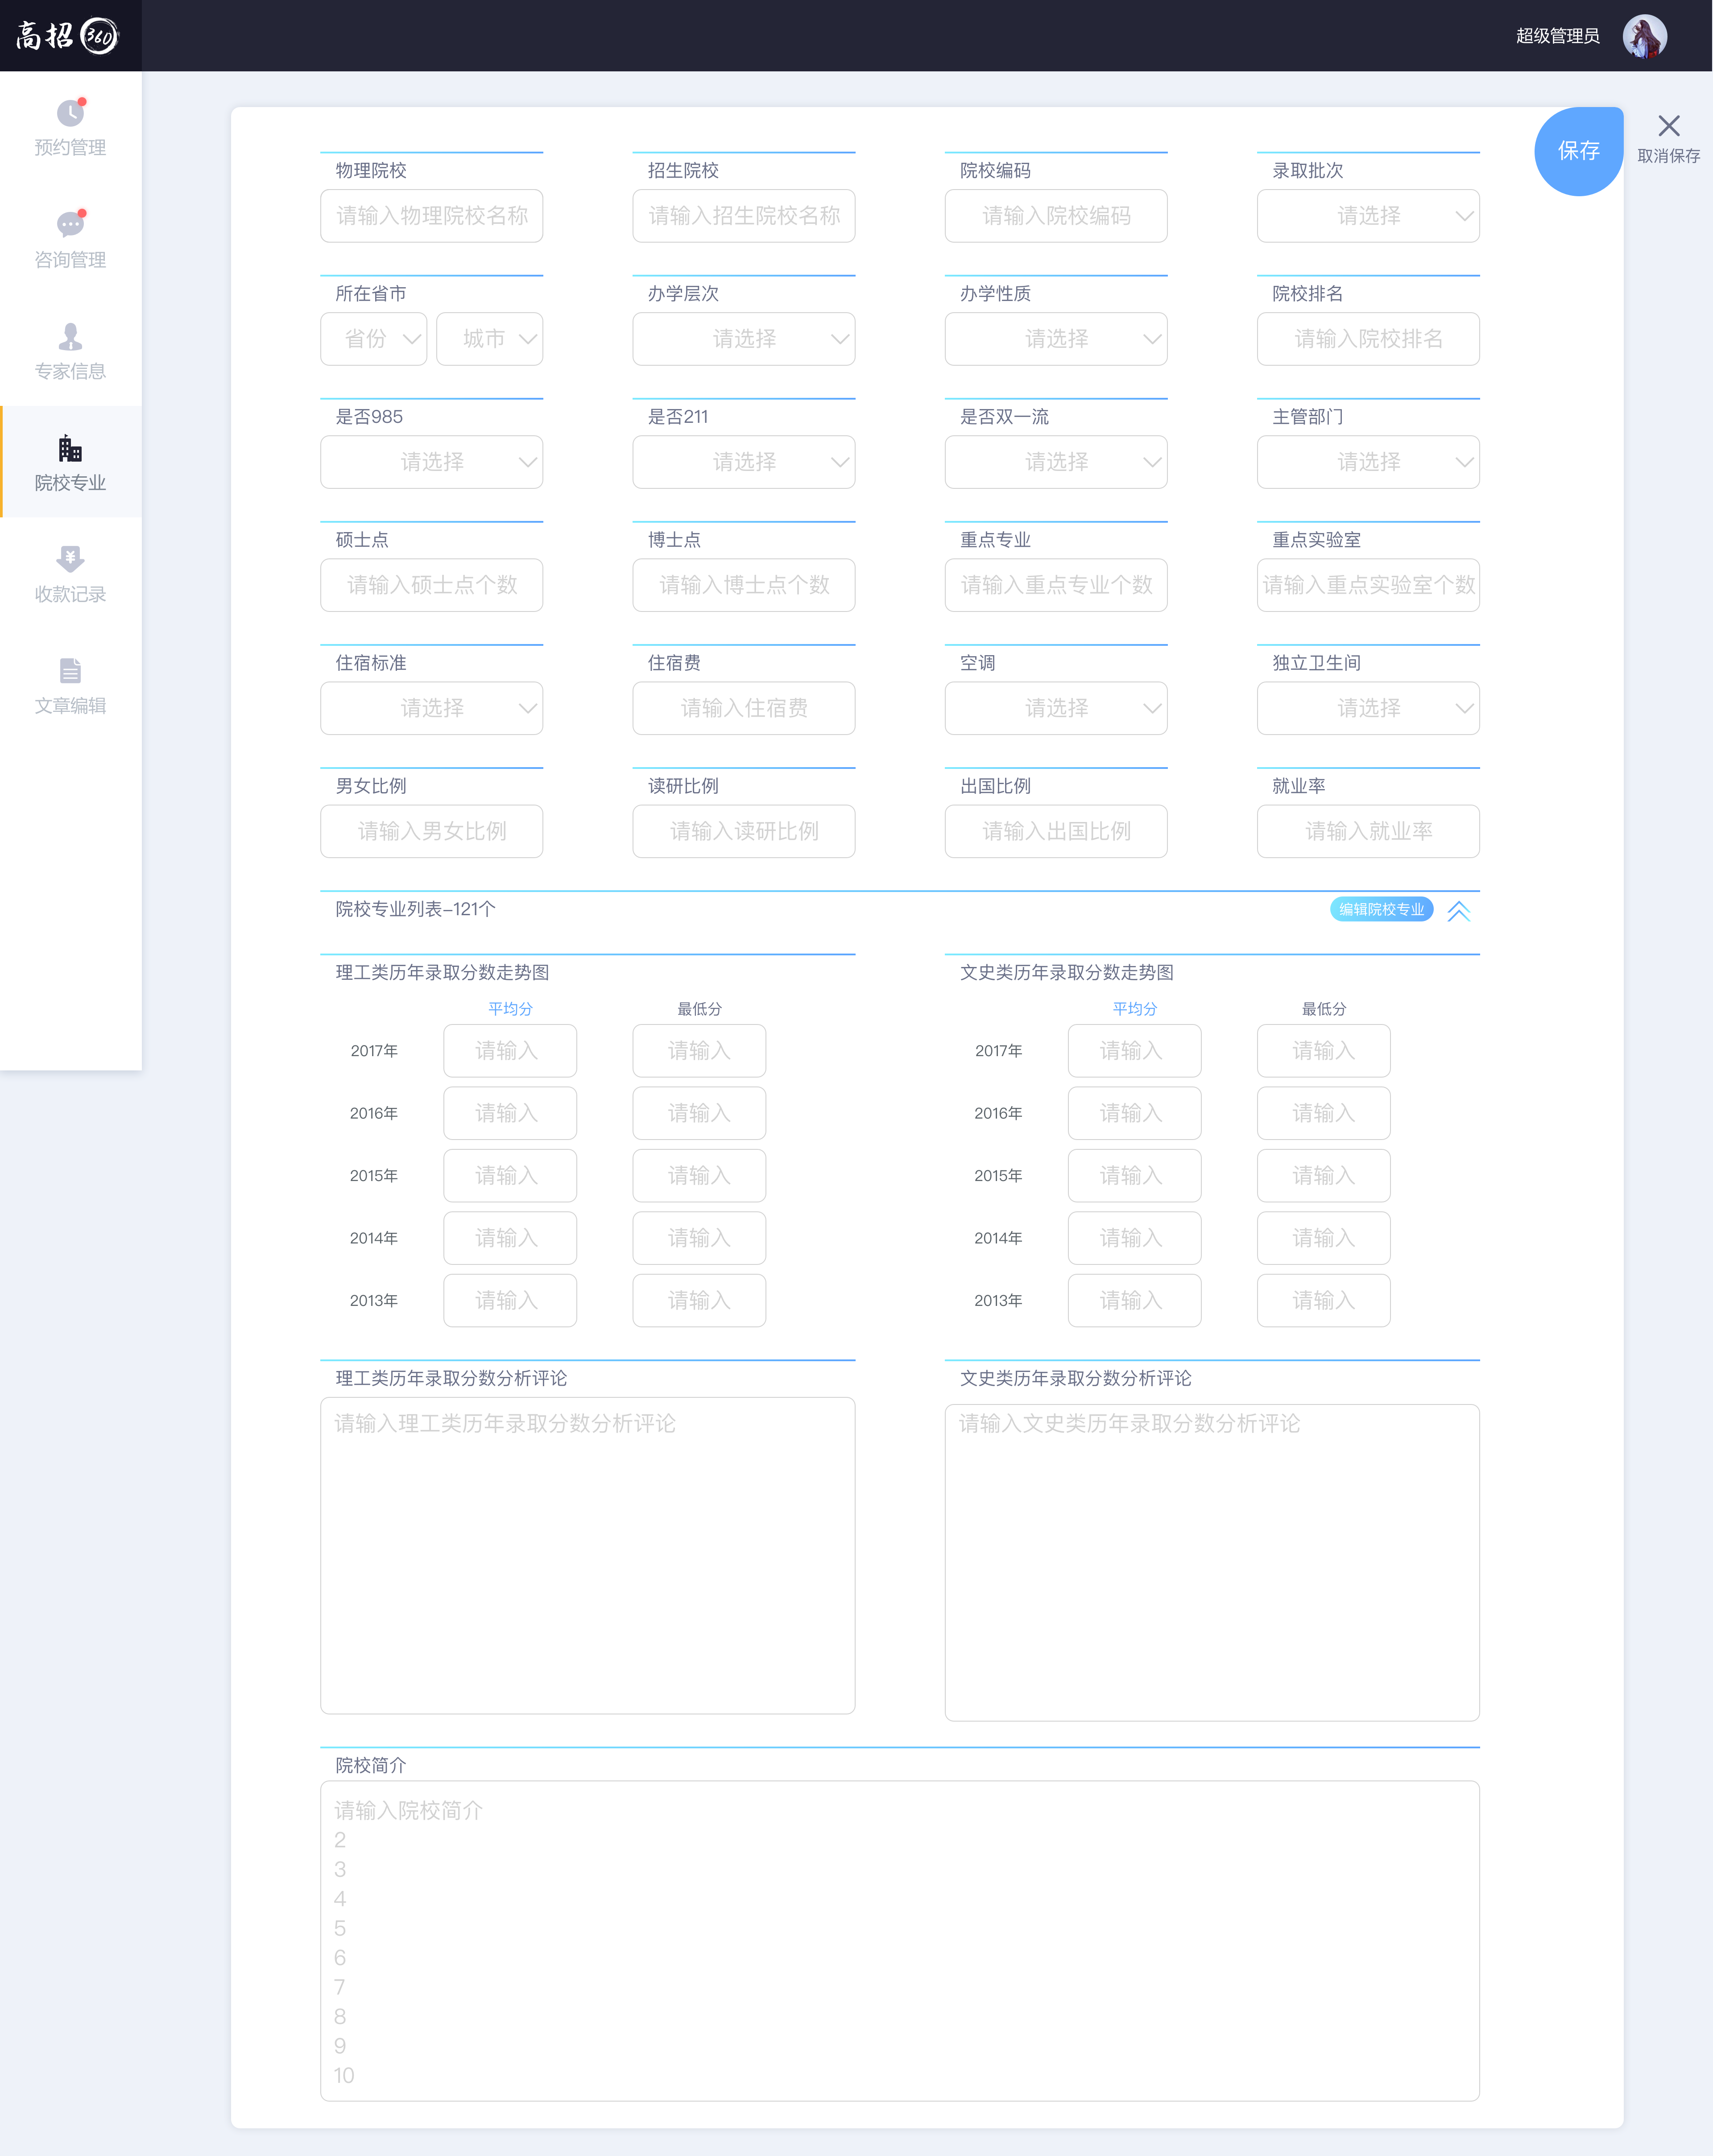 高招360
超级管理员
预约管理
咨询管理
专家信息
院校专业
收款记录
文章编辑
保存
取消保存
物理院校 招生院校 院校编码 录取批次
请输入物理院校名称 请输入招生院校名称 请输入院校编码 请选择
所在省市 办学层次 办学性质 院校排名
省份 城市 请选择 请选择 请输入院校排名
是否985 是否211 是否双一流 主管部门
请选择 请选择 请选择 请选择
硕士点 博士点 重点专业 重点实验室
请输入硕士点个数 请输入博士点个数 请输入重点专业个数 请输入重点实验室个数
住宿标准 住宿费 空调 独立卫生间
请选择 请输入住宿费 请选择 请选择
男女比例 读研比例 出国比例 就业率
请输入男女比例 请输入读研比例 请输入出国比例 请输入就业率
院校专业列表–121个 编辑院校专业
理工类历年录取分数走势图 文史类历年录取分数走势图
平均分 最低分 平均分 最低分
2017年 请输入 请输入 2017年 请输入 请输入
2016年 请输入 请输入 2016年 请输入 请输入
2015年 请输入 请输入 2015年 请输入 请输入
2014年 请输入 请输入 2014年 请输入 请输入
2013年 请输入 请输入 2013年 请输入 请输入
理工类历年录取分数分析评论 文史类历年录取分数分析评论
请输入理工类历年录取分数分析评论 请输入文史类历年录取分数分析评论
院校简介
请输入院校简介
2
3
4
5
6
7
8
9
10